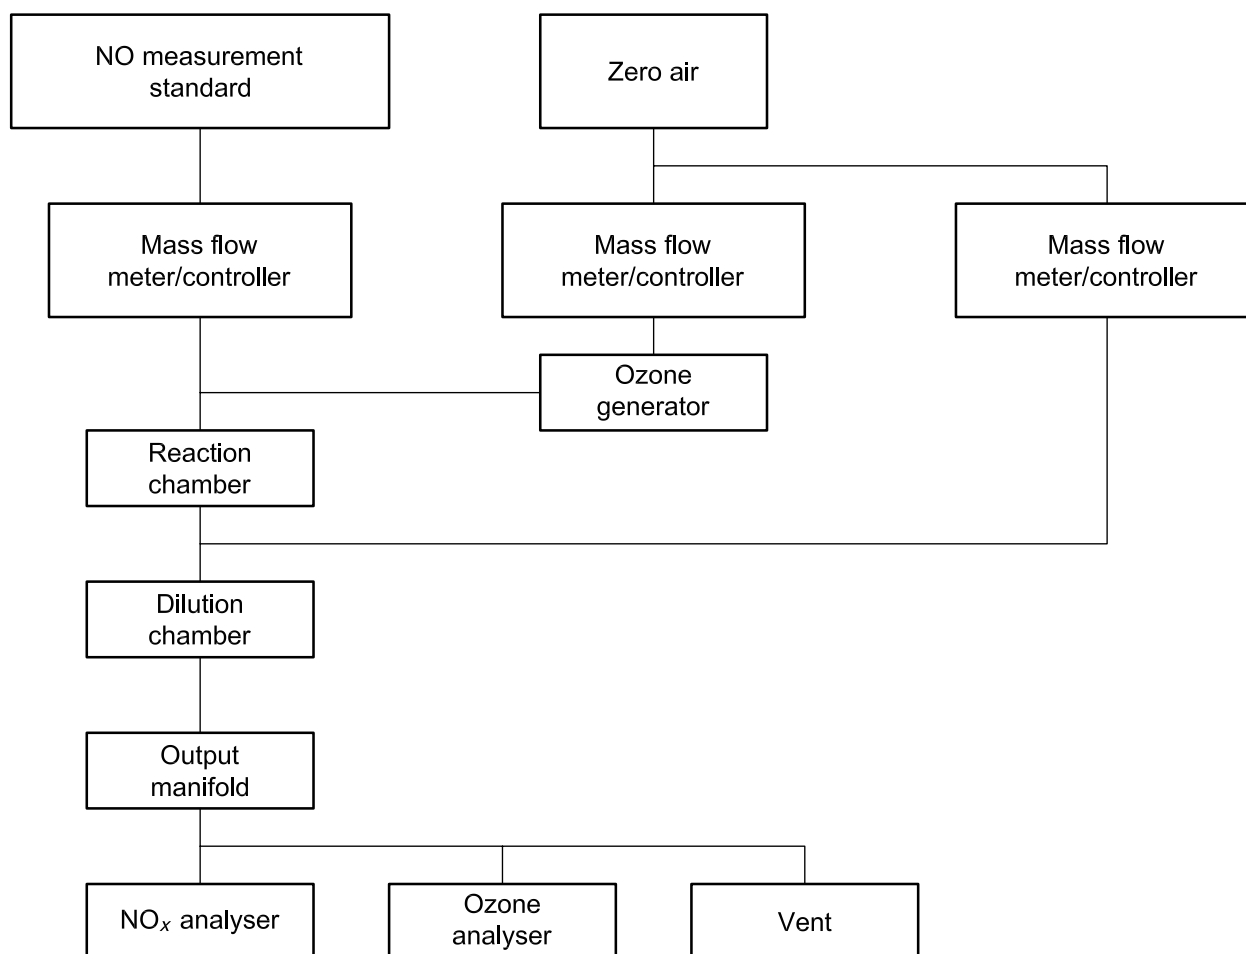 NO measurement
standard
Zero air
Mass flow
meter/controller
Mass flow
meter/controller
Mass flow
meter/controller
Ozone
generator
Reaction
chamber
Dilution
chamber
Output
manifold
NOx analyser
Ozone
analyser
Vent